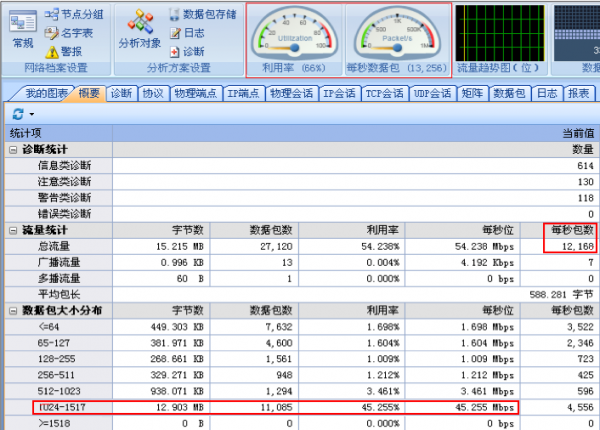 节点分组 数据包存储
名字表 日志
常规 警报 分析对象 诊断
网络档案设置 分析方案设置 利用率 (66%) 每秒数据包 (13,256) 流量趋势图(位) 数据
Utilization Packet/s
我的图表 概要 诊断 协议 物理端点 IP端点 物理会话 IP会话 TCP会话 UDP会话 矩阵 数据包 日志 报表
统计项 当前值
诊断统计 数量
信息类诊断 614
注意类诊断 130
警告类诊断 118
错误类诊断 0
流量统计 字节数 数据包数 利用率 每秒位 每秒包数
总流量 15.215 MB 27,120 54.238% 54.238 Mbps 12,168
广播流量 0.996 KB 13 0.004% 4.192 Kbps 7
多播流量 60 B 1 0.000% 0 bps 0
平均包长 588.281 字节
数据包大小分布 字节数 数据包数 利用率 每秒位 每秒包数
<=64 449.303 KB 7,632 1.698% 1.698 Mbps 3,522
65-127 381.971 KB 4,600 1.604% 1.604 Mbps 2,346
128-255 268.661 KB 1,561 1.009% 1.009 Mbps 723
256-511 329.271 KB 948 1.212% 1.212 Mbps 425
512-1023 938.071 KB 1,294 3.461% 3.461 Mbps 596
1024-1517 12.903 MB 11,085 45.255% 45.255 Mbps 4,556
>=1518 0 B 0 0.000% 0 bps 0